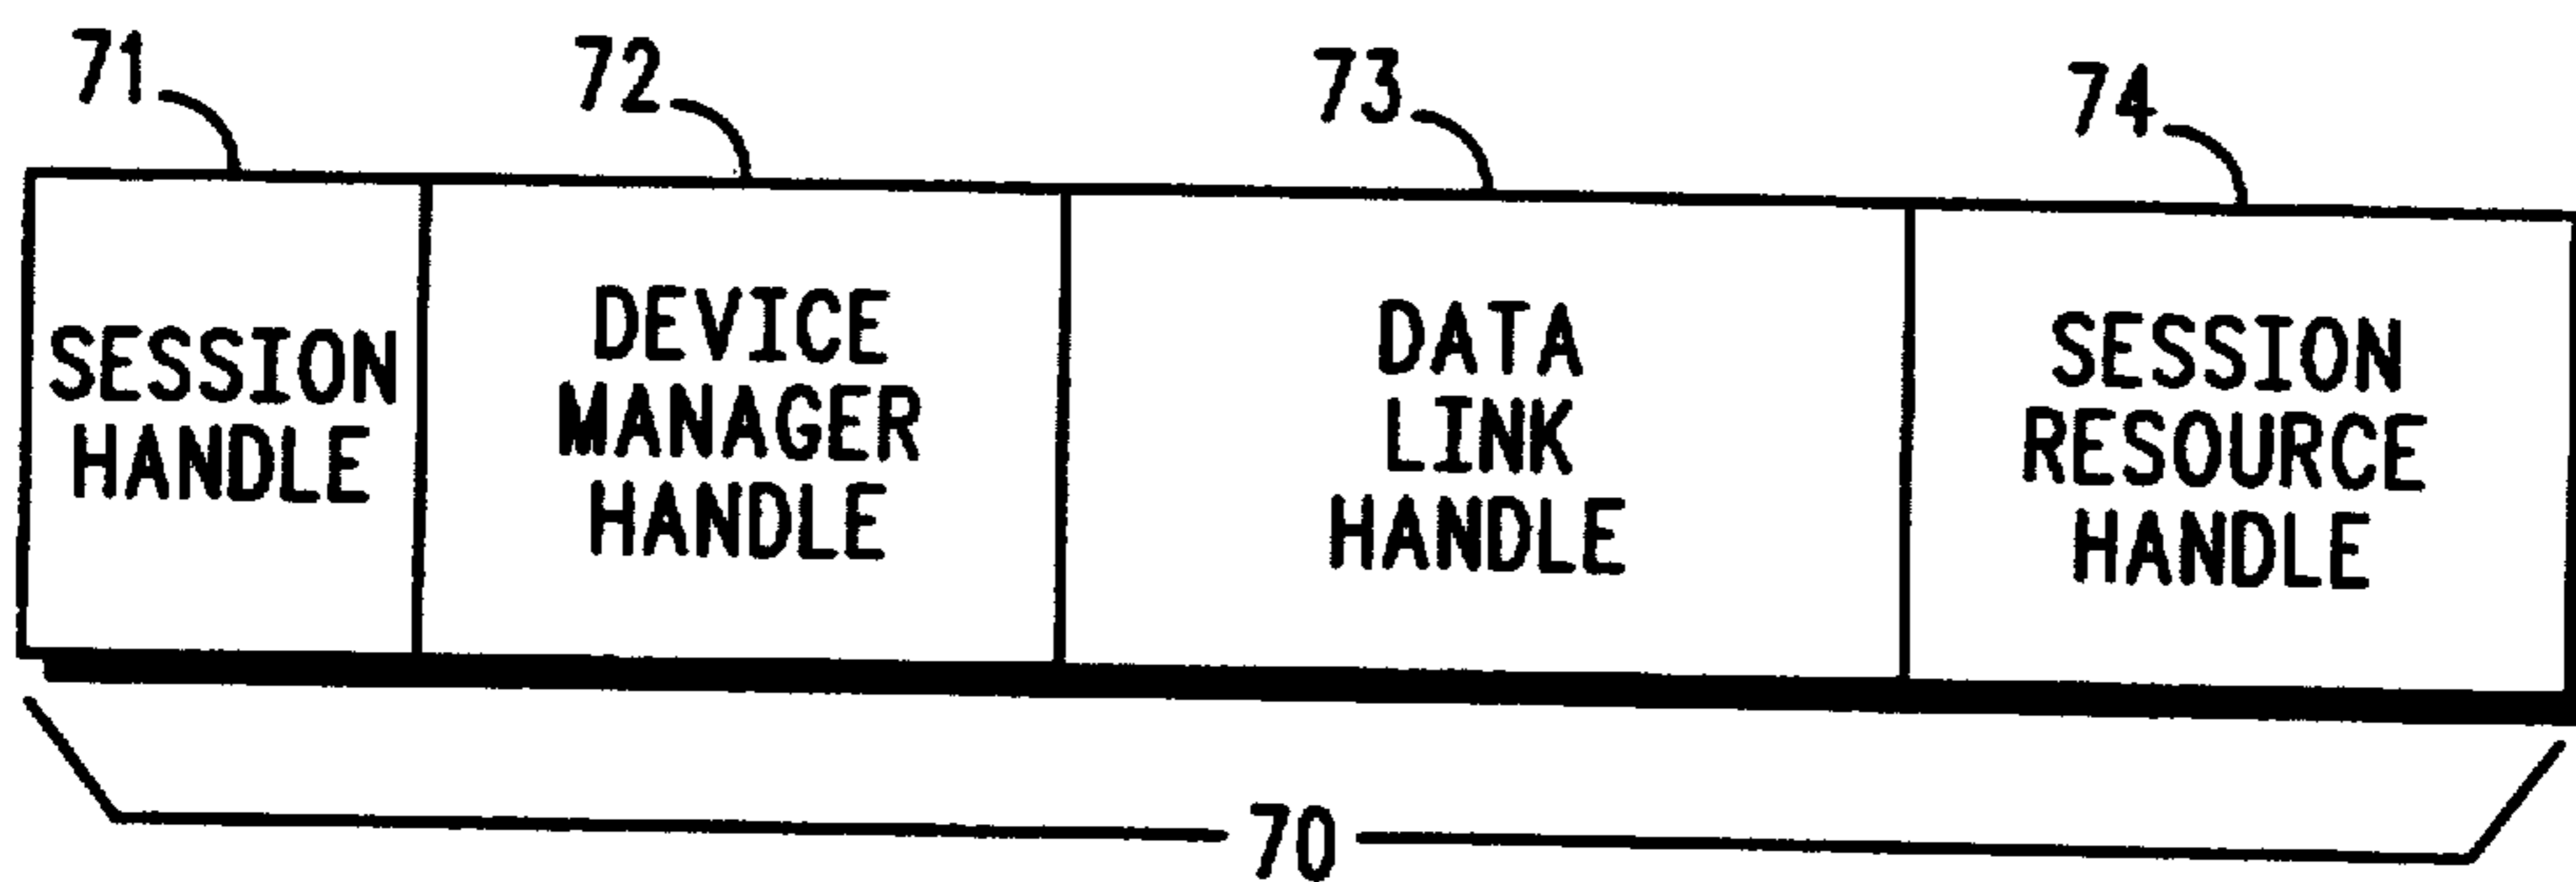 71 72 73 74
SESSION
HANDLE
DEVICE
MANAGER
HANDLE
DATA
LINK
HANDLE
SESSION
RESOURCE
HANDLE
70